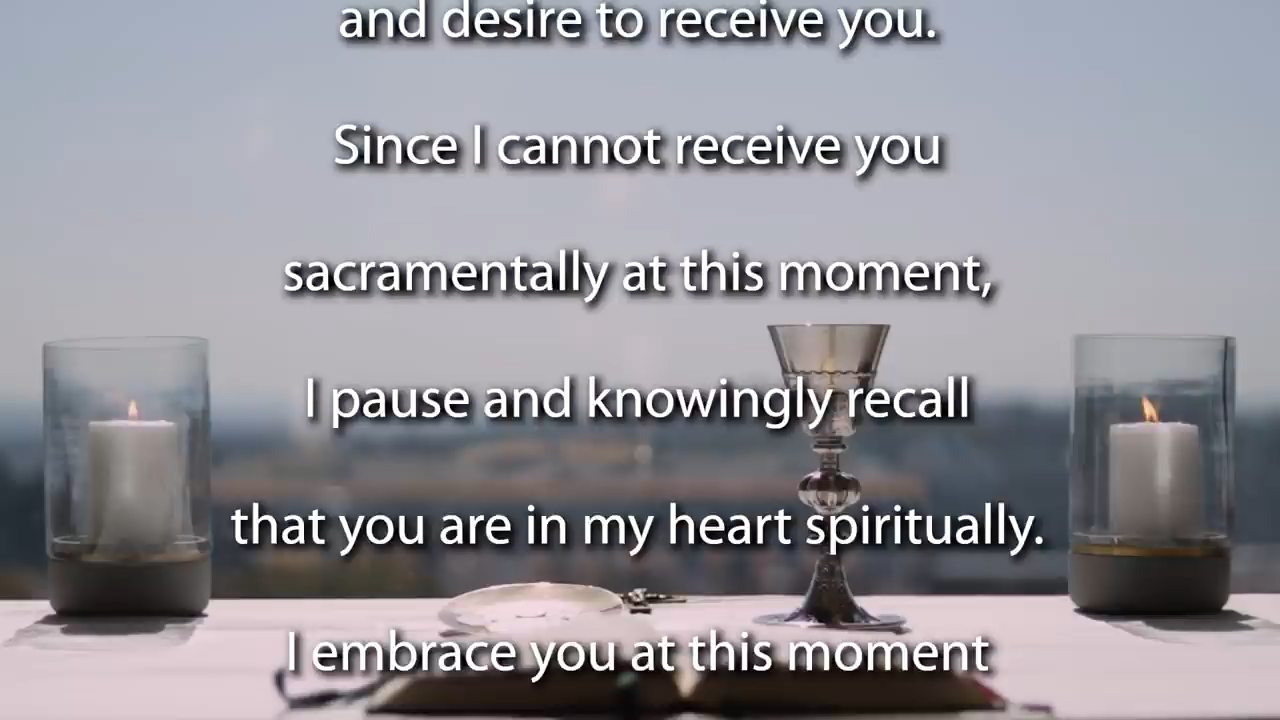 and desire to receive you.
Since I cannot receive you
sacramentally at this moment,
I pause and knowingly recall
that you are in my heart spiritually.
I embrace you at this moment